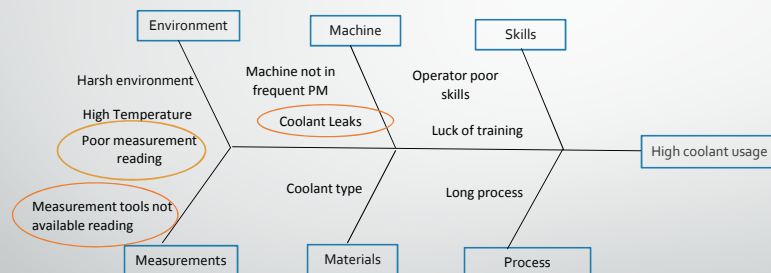 Environment
Machine
Skills
Harsh environment
Machine not in
frequent PM
Operator poor
skills
High Temperature
Coolant Leaks
Luck of training
Poor measurement
reading
High coolant usage
Coolant type
Long process
Measurement tools not
available reading
Measurements
Materials
Process